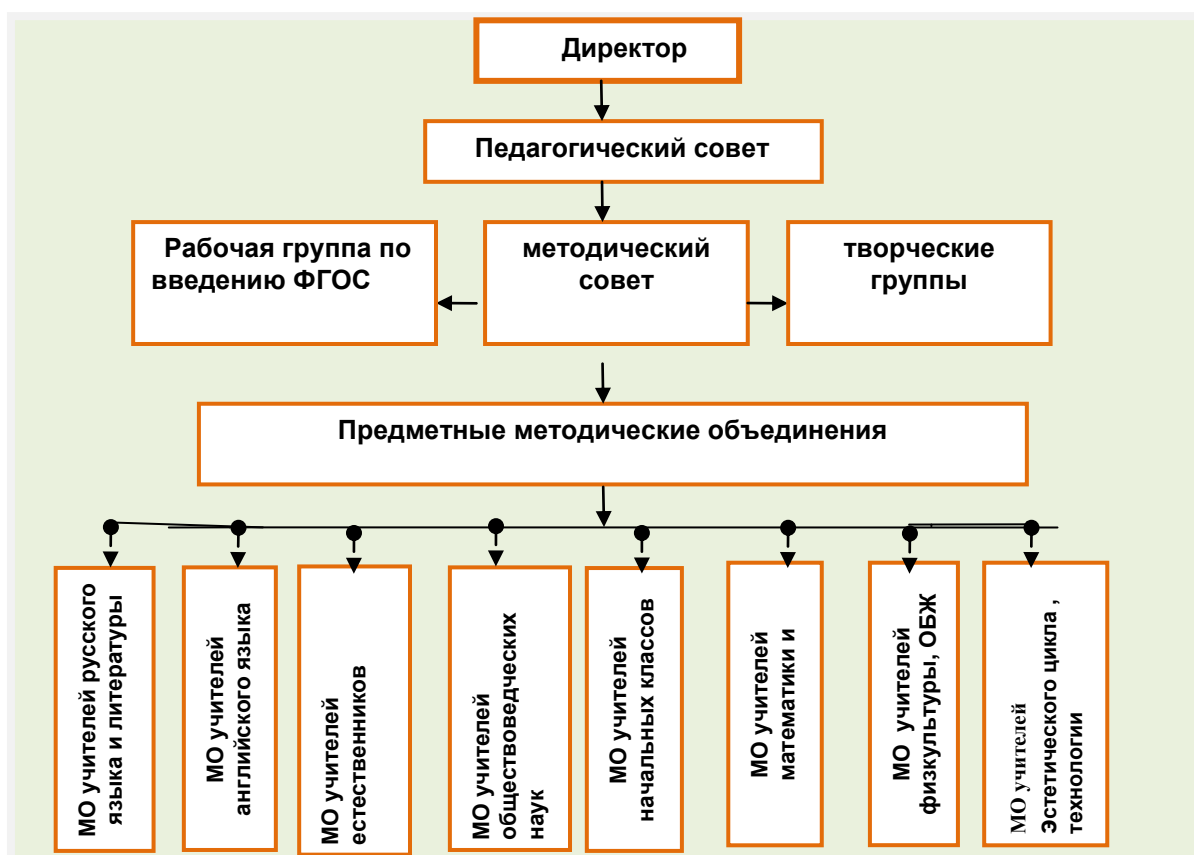 Директор
Педагогический совет
Рабочая группа по
введению ФГОС
методический
совет
творческие
группы
Предметные методические объединения
МО учителей русского
языка и литературы
МО учителей
английского языка
МО учителей
естественников
МО учителей
обществоведческих
наук
МО учителей
начальных классов
МО учителей
математики и
МО учителей
физкультуры, ОБЖ
МО учителей
Эстетического цикла ,
технологии